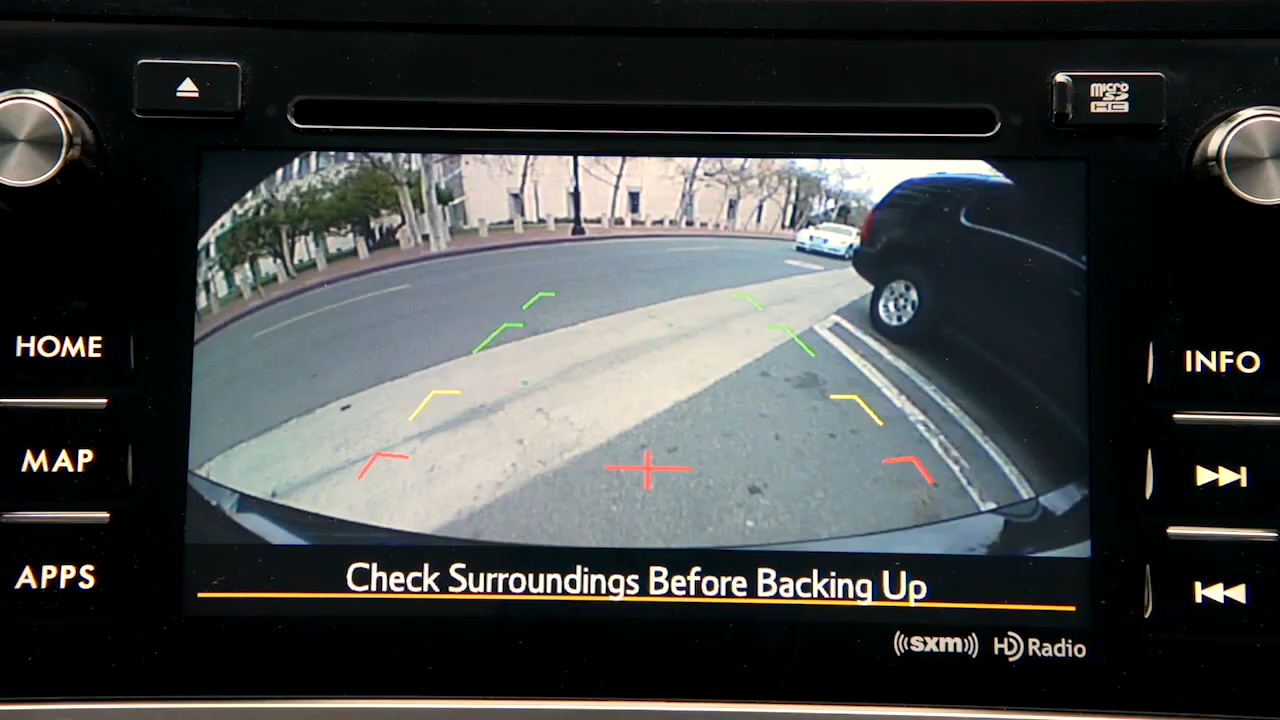 micro
SD
HC
HOME
MAP
APPS
INFO
Check Surroundings Before Backing Up
((( sxm )))
HD Radio